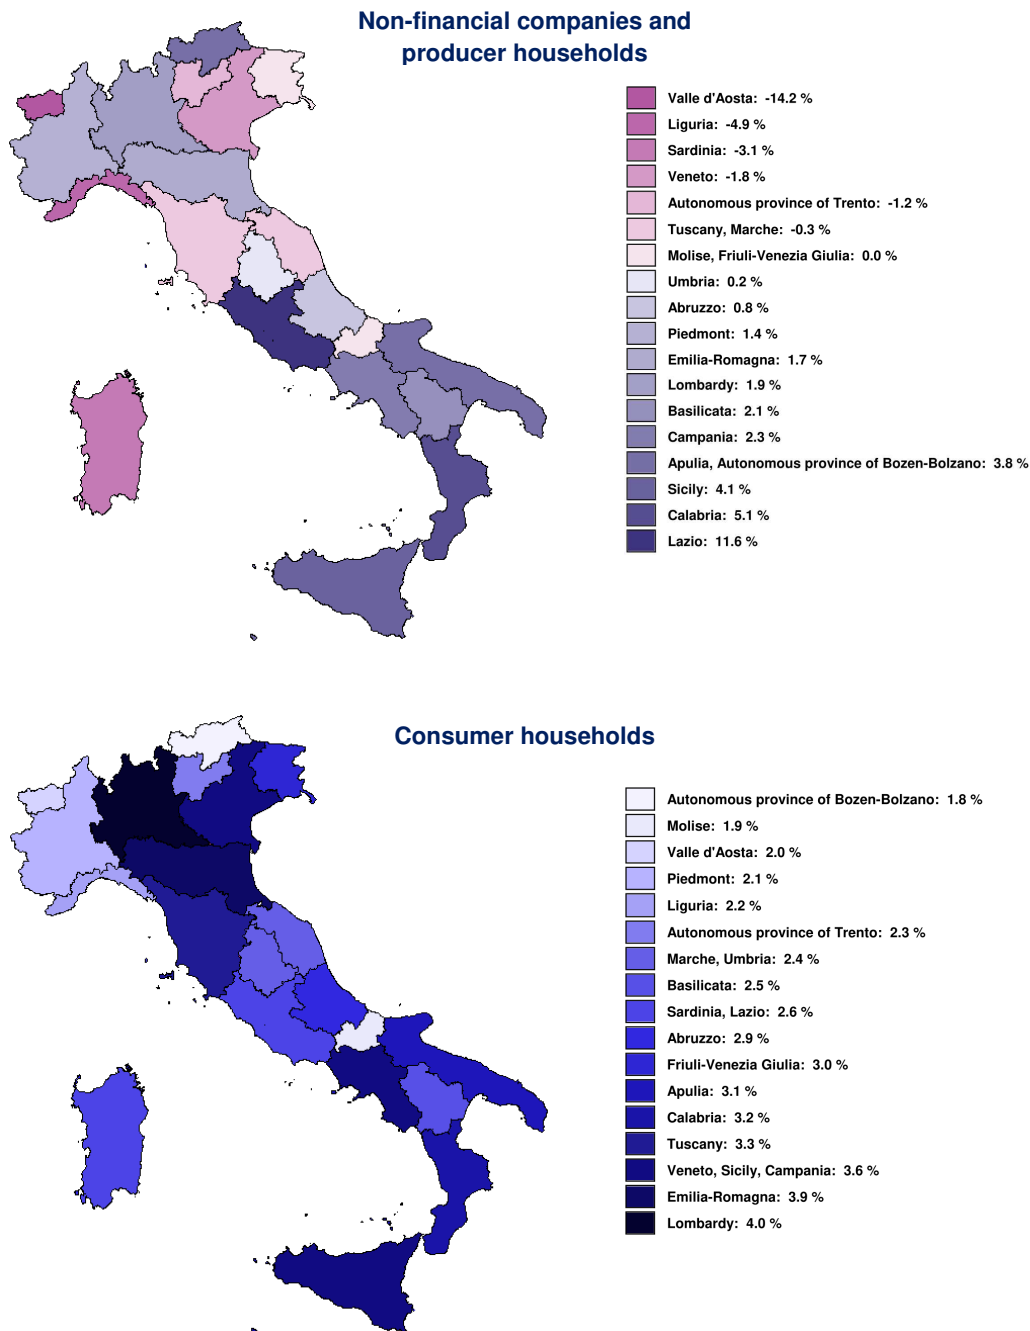 Non-financial companies and
producer households
Valle d'Aosta: -14.2 %
Liguria: -4.9 %
Sardinia: -3.1 %
Veneto: -1.8 %
Autonomous province of Trento: -1.2 %
Tuscany, Marche: -0.3 %
Molise, Friuli-Venezia Giulia: 0.0 %
Umbria: 0.2 %
Abruzzo: 0.8 %
Piedmont: 1.4 %
Emilia-Romagna: 1.7 %
Lombardy: 1.9 %
Basilicata: 2.1 %
Campania: 2.3 %
Apulia, Autonomous province of Bozen-Bolzano: 3.8 %
Sicily: 4.1 %
Calabria: 5.1 %
Lazio: 11.6 %
Consumer households
Autonomous province of Bozen-Bolzano: 1.8 %
Molise: 1.9 %
Valle d'Aosta: 2.0 %
Piedmont: 2.1 %
Liguria: 2.2 %
Autonomous province of Trento: 2.3 %
Marche, Umbria: 2.4 %
Basilicata: 2.5 %
Sardinia, Lazio: 2.6 %
Abruzzo: 2.9 %
Friuli-Venezia Giulia: 3.0 %
Apulia: 3.1 %
Calabria: 3.2 %
Tuscany: 3.3 %
Veneto, Sicily, Campania: 3.6 %
Emilia-Romagna: 3.9 %
Lombardy: 4.0 %